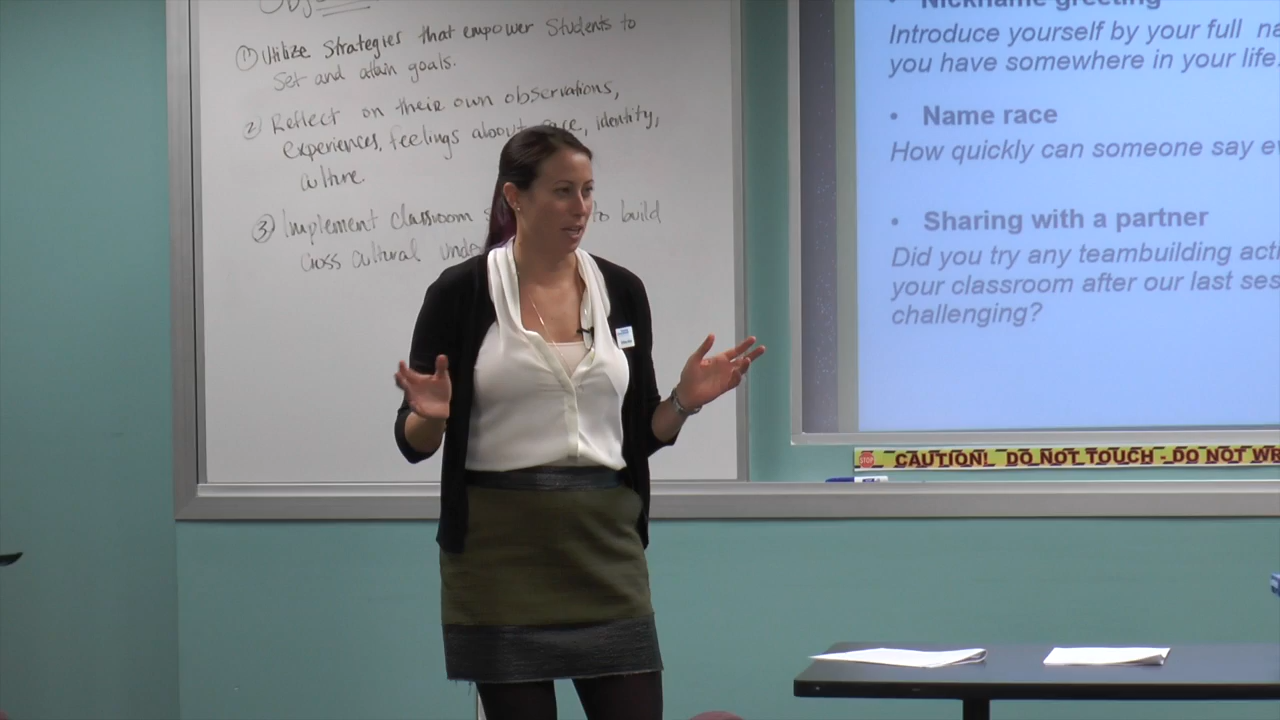 ① Utilize Strategies that empower Students to
Set and attain goals.
② Reflect on their own observations,
experiences, feelings about race, identity,
culture.
③ Implement classroom to build
cross cultural
• Nickname greeting
Introduce yourself by your full
you have somewhere in your life.
• Name race
How quickly can someone say
• Sharing with a partner
Did you try any teambuilding
your classroom after our last
challenging?
STOP CAUTION! DO NOT TOUCH - DO NOT